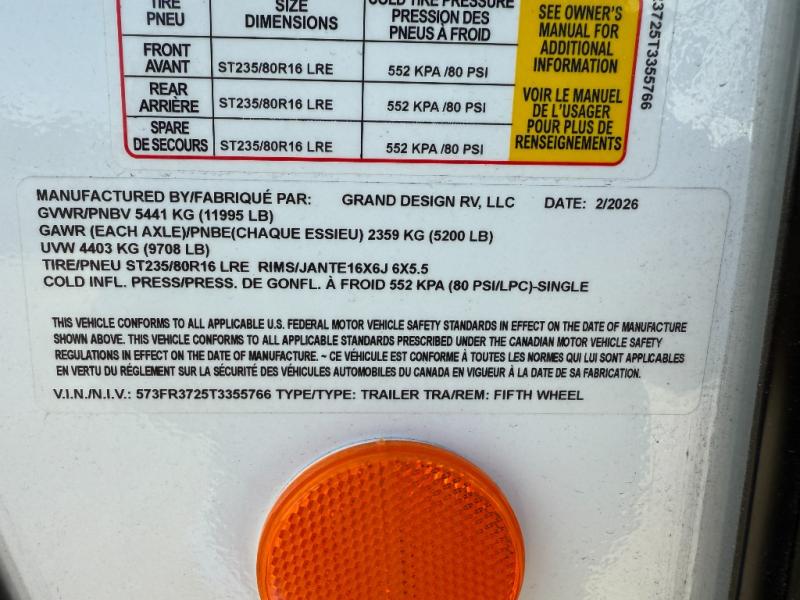 TIRE SIZE COLD TIRE PRESSURE
PNEU DIMENSIONS PRESSION DES
PNEUS À FROID
FRONT
AVANT ST235/80R16 LRE 552 KPA /80 PSI
REAR
ARRIÈRE ST235/80R16 LRE 552 KPA /80 PSI
SPARE
DE SECOURS ST235/80R16 LRE 552 KPA /80 PSI
SEE OWNER'S
MANUAL FOR
ADDITIONAL
INFORMATION
VOIR LE MANUEL
DE L'USAGER
POUR PLUS DE
RENSEIGNEMENTS
3725T3355766
MANUFACTURED BY/FABRIQUÉ PAR: GRAND DESIGN RV, LLC DATE: 2/2026
GVWR/PNBV 5441 KG (11995 LB)
GAWR (EACH AXLE)/PNBE(CHAQUE ESSIEU) 2359 KG (5200 LB)
UVW 4403 KG (9708 LB)
TIRE/PNEU ST235/80R16 LRE RIMS/JANTE16X6J 6X5.5
COLD INFL. PRESS/PRESS. DE GONFL. À FROID 552 KPA (80 PSI/LPC)-SINGLE
THIS VEHICLE CONFORMS TO ALL APPLICABLE U.S. FEDERAL MOTOR VEHICLE SAFETY STANDARDS IN EFFECT ON THE DATE OF MANUFACTURE
SHOWN ABOVE. THIS VEHICLE CONFORMS TO ALL APPLICABLE STANDARDS PRESCRIBED UNDER THE CANADIAN MOTOR VEHICLE SAFETY
REGULATIONS IN EFFECT ON THE DATE OF MANUFACTURE. ~ CE VÉHICULE EST CONFORME À TOUTES LES NORMES QUI LUI SONT APPLICABLES
EN VERTU DU RÉGLEMENT SUR LA SÉCURITÉ DES VÉHICULES AUTOMOBILES DU CANADA EN VIGUEUR À LA DATE DE SA FABRICATION.
V.I.N./N.I.V.: 573FR3725T3355766 TYPE/TYPE: TRAILER TRA/REM: FIFTH WHEEL